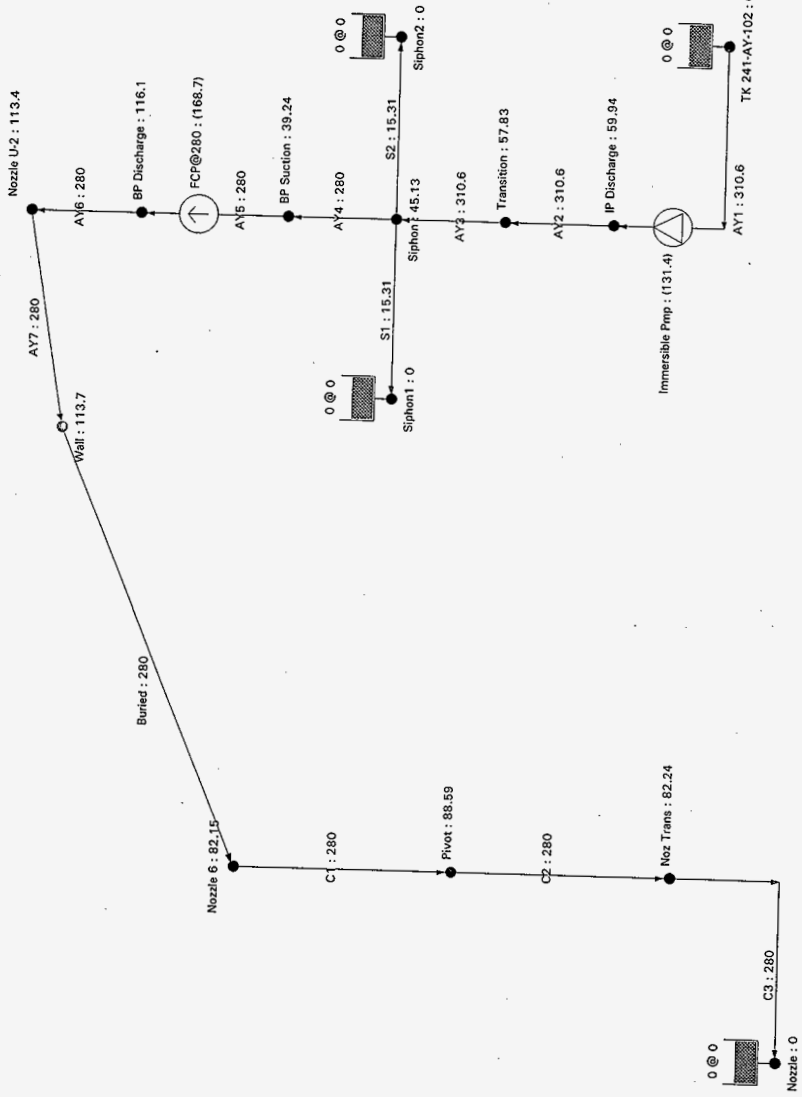 Nozzle U-2 : 113.4
AY6 : 280
BP Discharge : 116.1
FCP@280 : (168.7)
AY5 : 280
BP Suction : 39.24
AY4 : 280
Siphon : 45.13
S2 : 15.31
0 @ 0
Siphon2 : 0
S1 : 15.31
0 @ 0
Siphon1 : 0
AY3 : 310.6
Transition : 57.83
AY2 : 310.6
IP Discharge : 59.94
Immersible Pmp : (131.4)
AY1 : 310.6
0 @ 0
TK 241-AY-102 :
AY7 : 280
Wall : 113.7
Buried : 280
Nozzle 6 : 82.15
C1 : 280
Pivot : 88.59
C2 : 280
Noz Trans : 82.24
C3 : 280
0 @ 0
Nozzle : 0